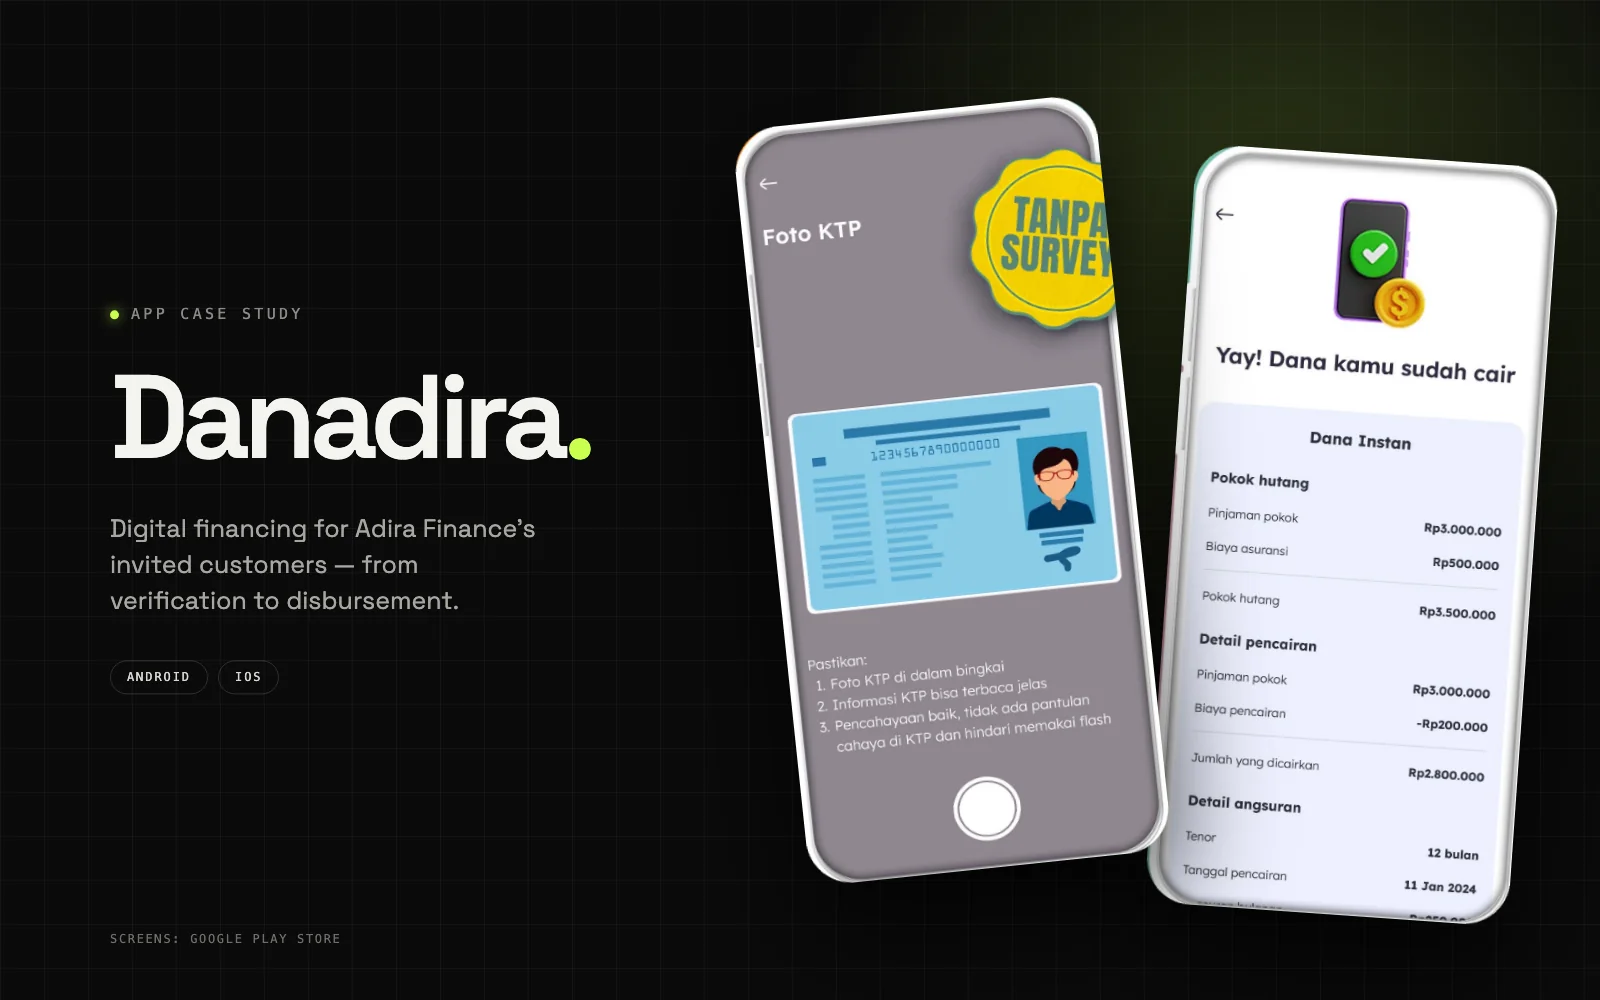 APP CASE STUDY
Danadira.
Digital financing for Adira Finance's
invited customers — from
verification to disbursement.
ANDROID
IOS
SCREENS: GOOGLE PLAY STORE
Foto KTP
TANPA
SURVEY
1234567890000000
Pastikan:
1. Foto KTP di dalam bingkai
2. Informasi KTP bisa terbaca jelas
3. Pencahayaan baik, tidak ada pantulan
cahaya di KTP dan hindari memakai flash
Yay! Dana kamu sudah cair
Dana Instan
Pokok hutang
Pinjaman pokok Rp3.000.000
Biaya asuransi Rp500.000
Pokok hutang Rp3.500.000
Detail pencairan
Pinjaman pokok Rp3.000.000
Biaya pencairan -Rp200.000
Jumlah yang dicairkan Rp2.800.000
Detail angsuran
Tenor 12 bulan
Tanggal pencairan 11 Jan 2024